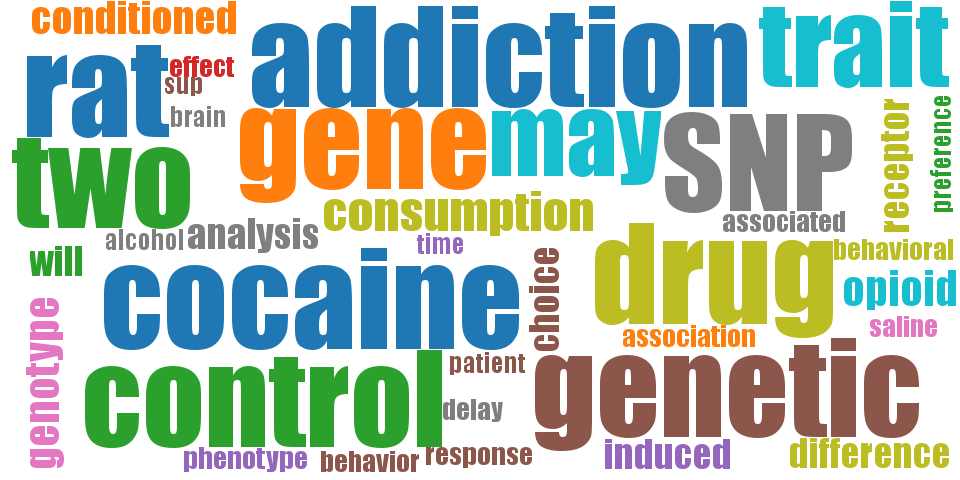 conditioned
addiction
trait
rat
effect
sup
brain
gene
may
SNP
receptor
preference
two
consumption
associated
alcohol
analysis
time
will
drug
behavioral
cocaine
choice
opioid
genotype
saline
association
control
patient
genetic
delay
phenotype
behavior
response
induced
difference